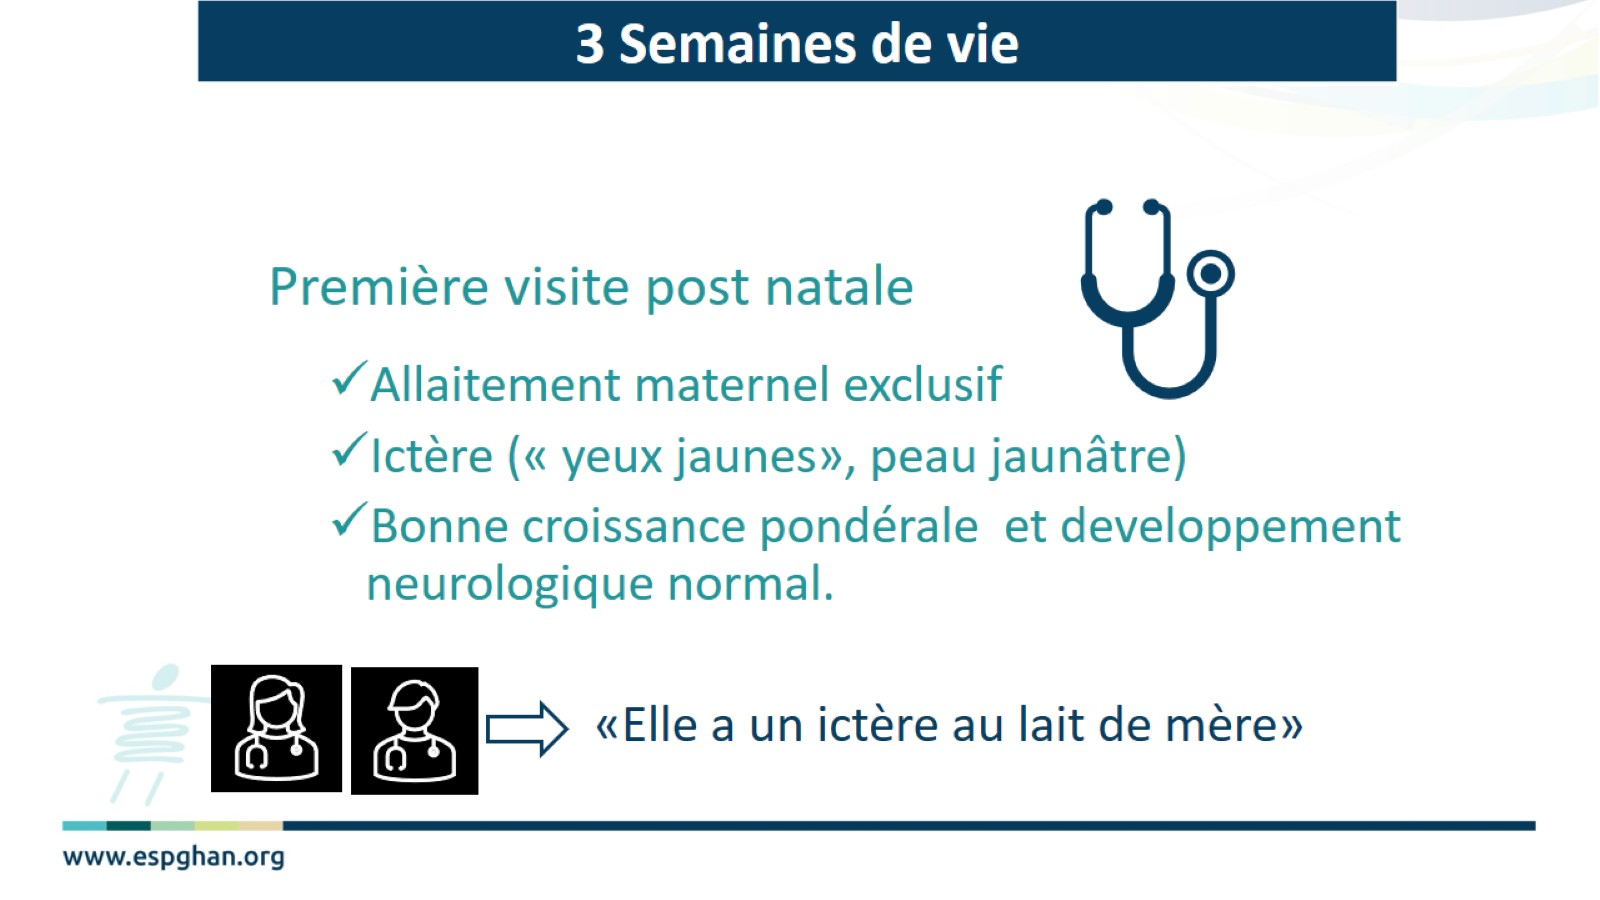 3 Semaines de vie
Première visite post natale
✓Allaitement maternel exclusif
✓Ictère (« yeux jaunes», peau jaunâtre)
✓Bonne croissance pondérale  et developpement
neurologique normal.
«Elle a un ictère au lait de mère»
www.espghan.org